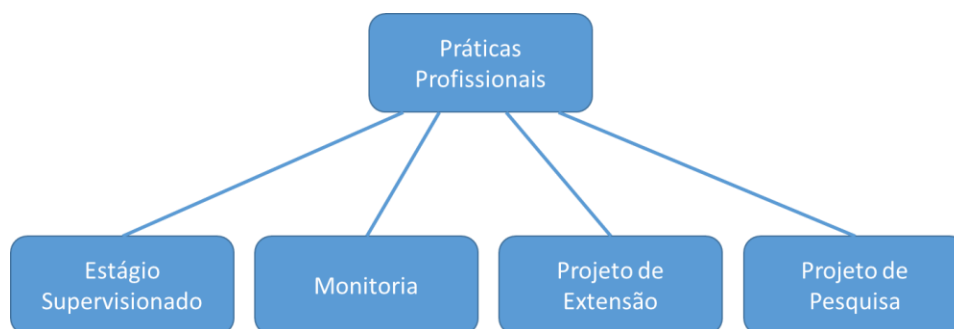 Práticas
Profissionais
Estágio
Supervisionado
Monitoria
Projeto de
Extensão
Projeto de
Pesquisa